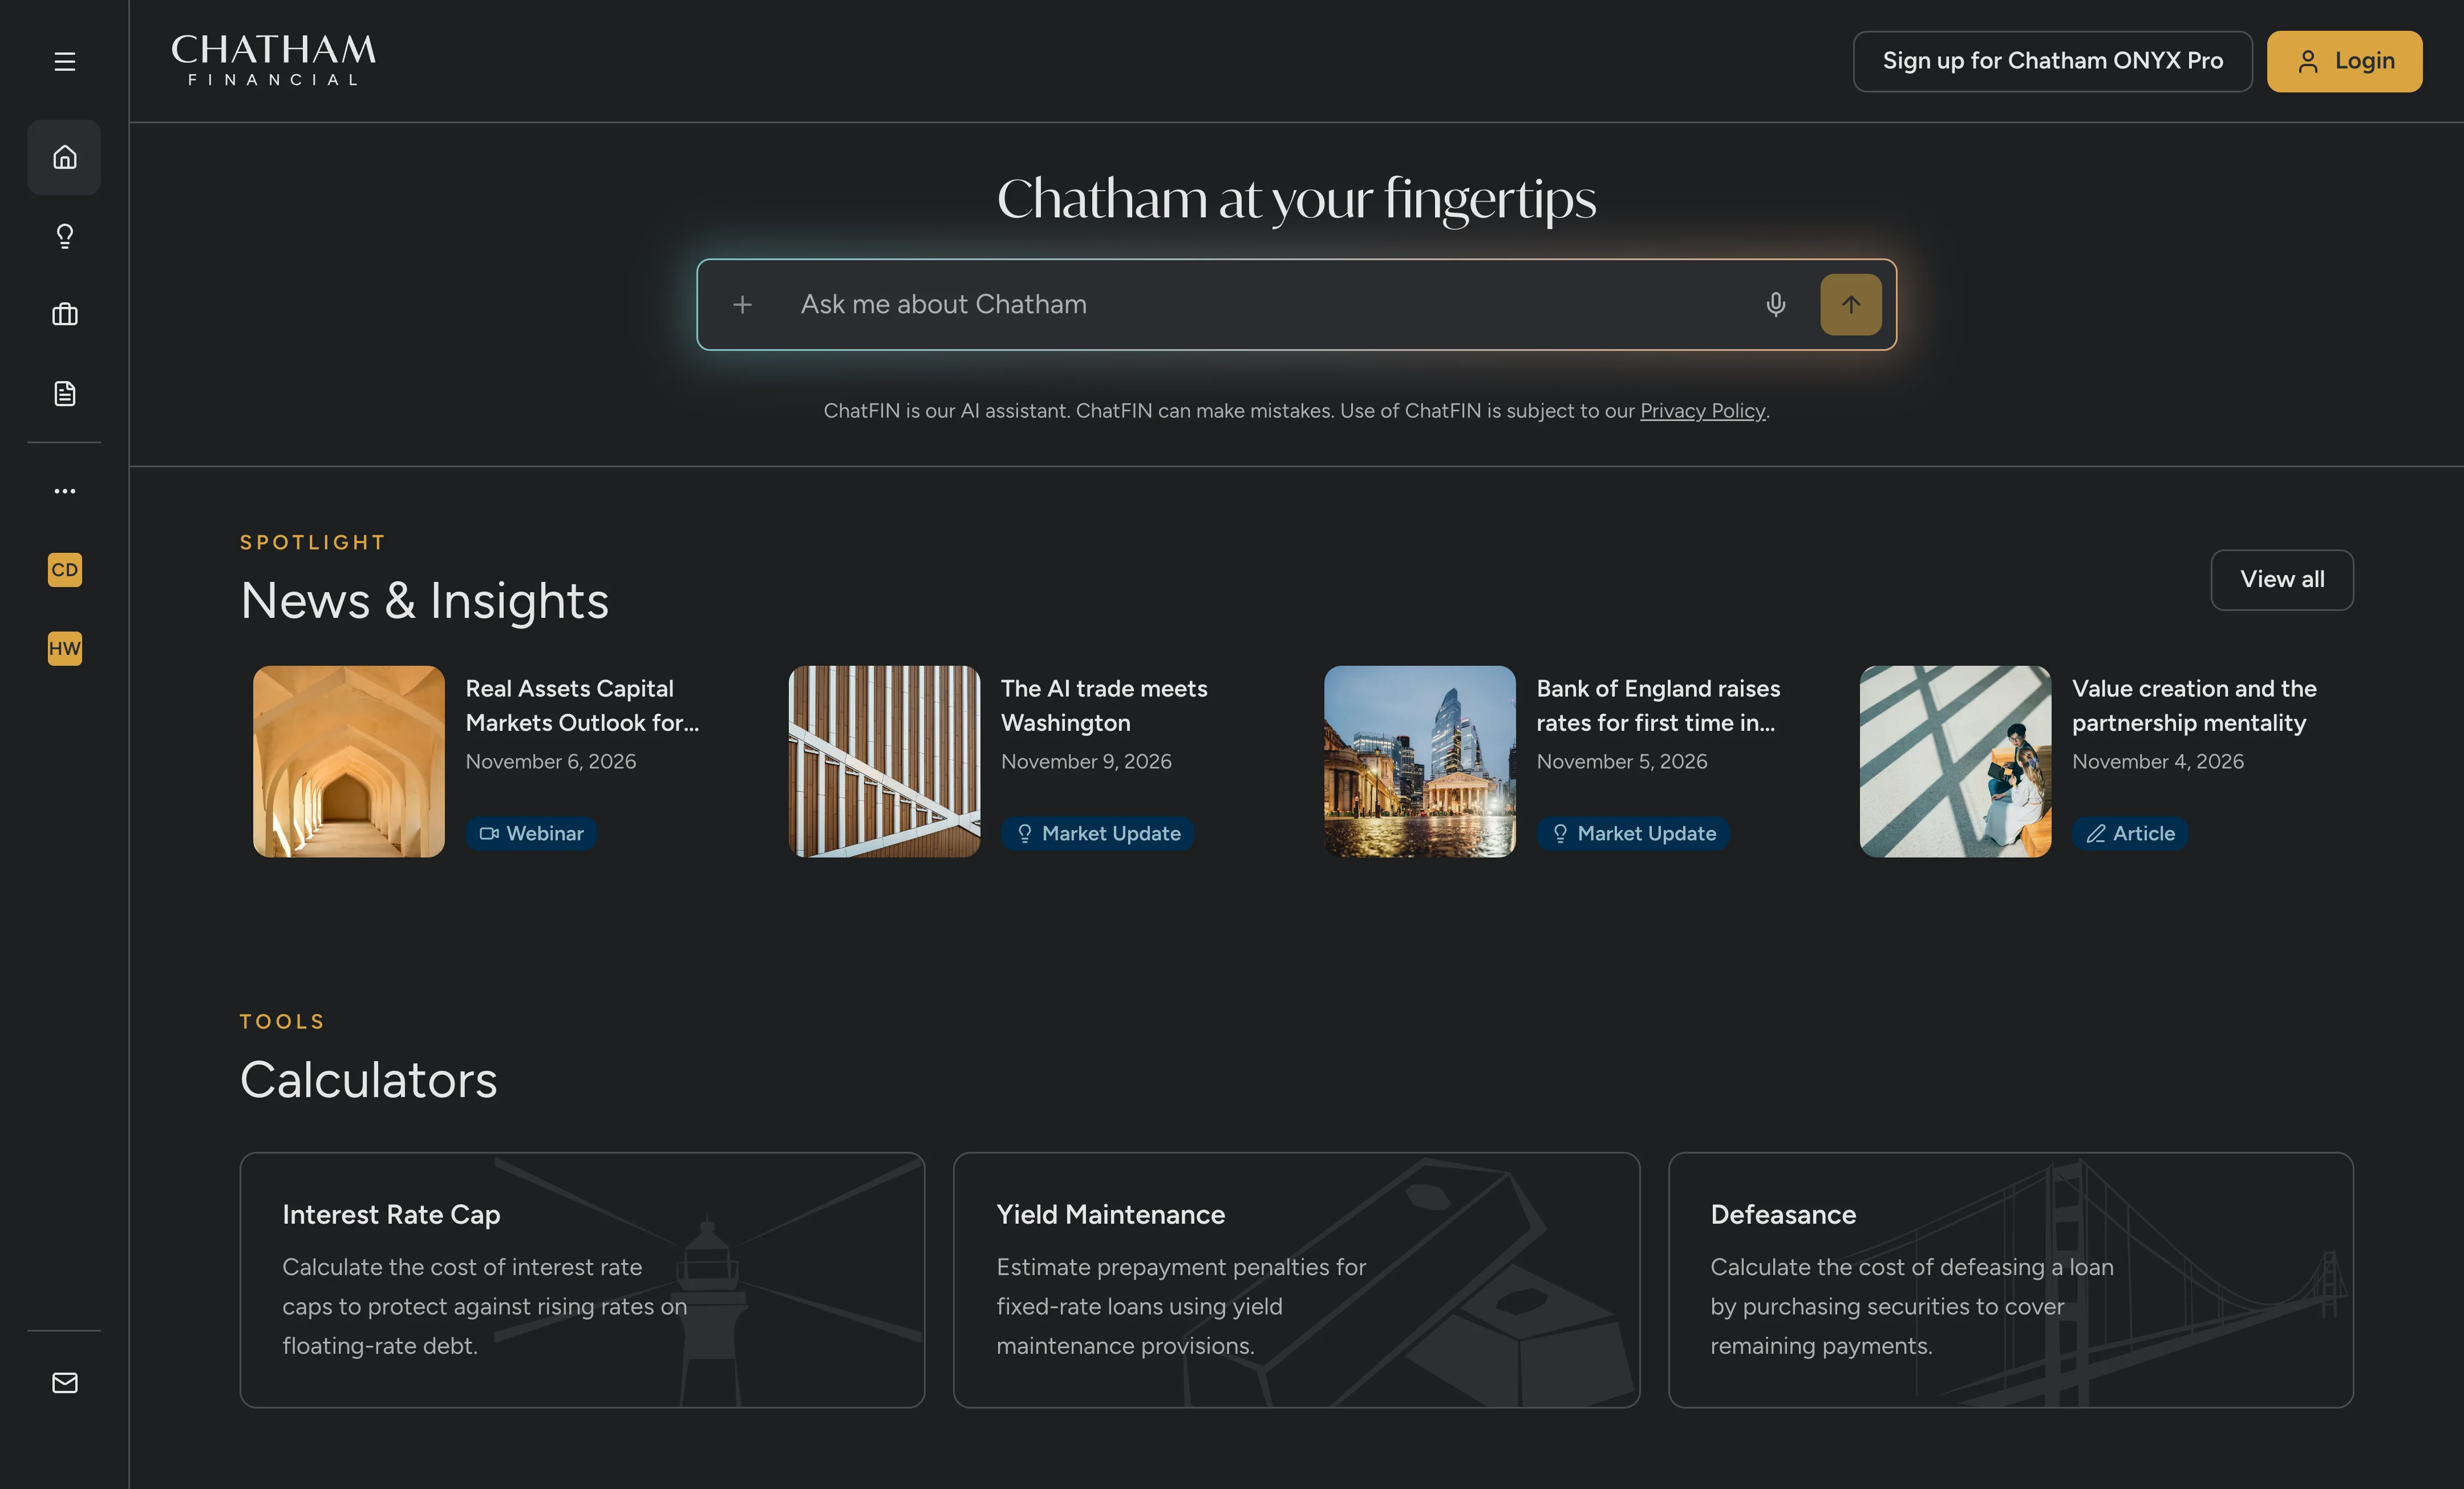 CHATHAM
FINANCIAL
Sign up for Chatham ONYX Pro
Login
Chatham at your fingertips
Ask me about Chatham
ChatFIN is our AI assistant. ChatFIN can make mistakes. Use of ChatFIN is subject to our Privacy Policy.
CD
HW
SPOTLIGHT
News & Insights
View all
Real Assets Capital
Markets Outlook for...
November 6, 2026
Webinar
The AI trade meets
Washington
November 9, 2026
Market Update
Bank of England raises
rates for first time in...
November 5, 2026
Market Update
Value creation and the
partnership mentality
November 4, 2026
Article
TOOLS
Calculators
Interest Rate Cap
Calculate the cost of interest rate
caps to protect against rising rates on
floating-rate debt.
Yield Maintenance
Estimate prepayment penalties for
fixed-rate loans using yield
maintenance provisions.
Defeasance
Calculate the cost of defeasing a loan
by purchasing securities to cover
remaining payments.